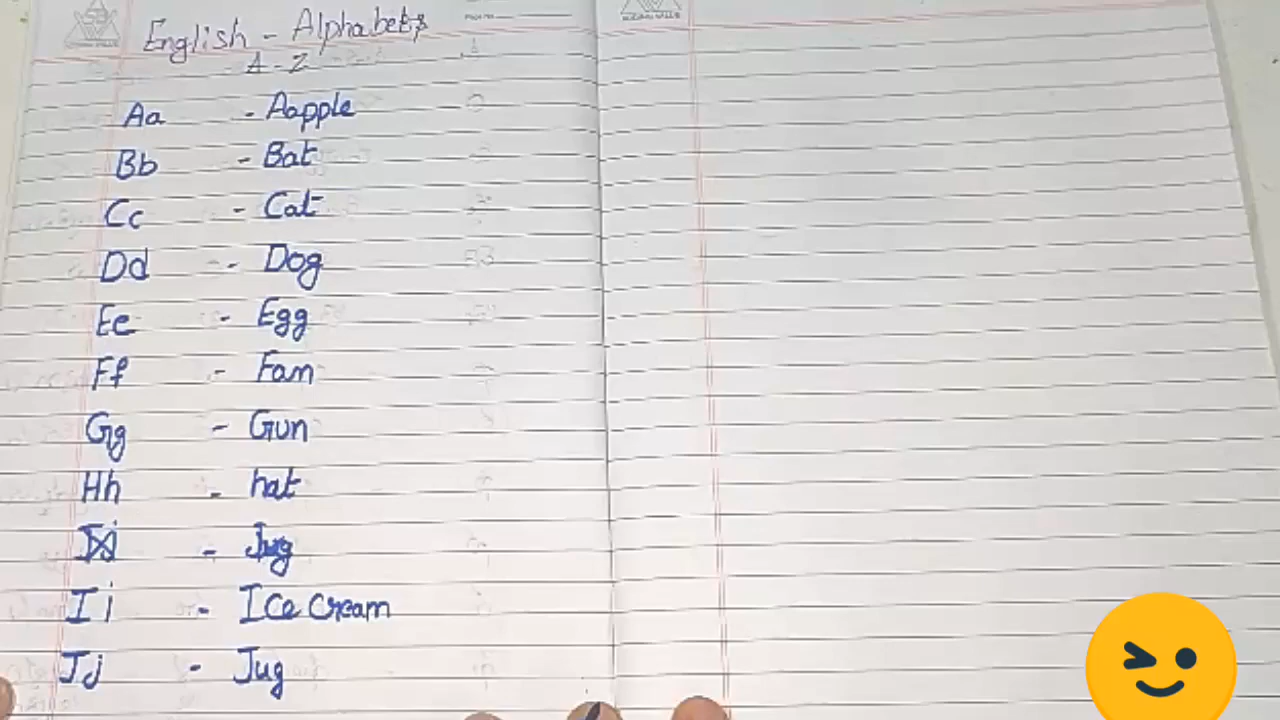 English - Alphabets
A - Z
Aa - Aapple
Bb - Bat
Cc - Cat
Dd - Dog
Ee - Egg
Ff - Fan
Gg - Gun
Hh - hat
- Jug
Ii - Ice Cream
Jj - Jug